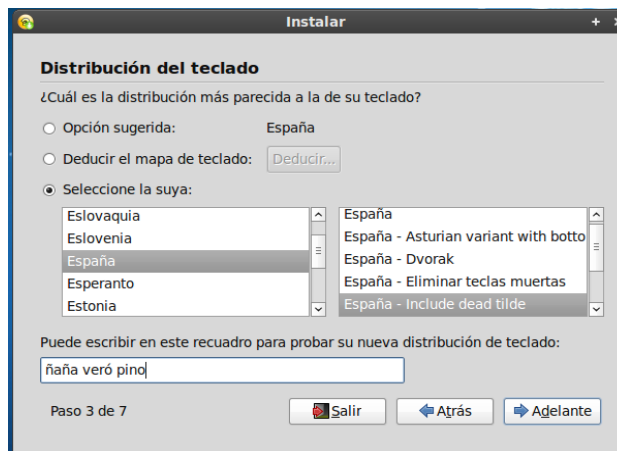 Instalar
Distribución del teclado
¿Cuál es la distribución más parecida a la de su teclado?
Opción sugerida: España
Deducir el mapa de teclado: Deducir...
Seleccione la suya:
Eslovaquia España
Eslovenia España - Asturian variant with botto
España España - Dvorak
Esperanto España - Eliminar teclas muertas
Estonia España - Include dead tilde
Puede escribir en este recuadro para probar su nueva distribución de teclado:
ñaña veró pino
Paso 3 de 7 Salir Atrás Adelante